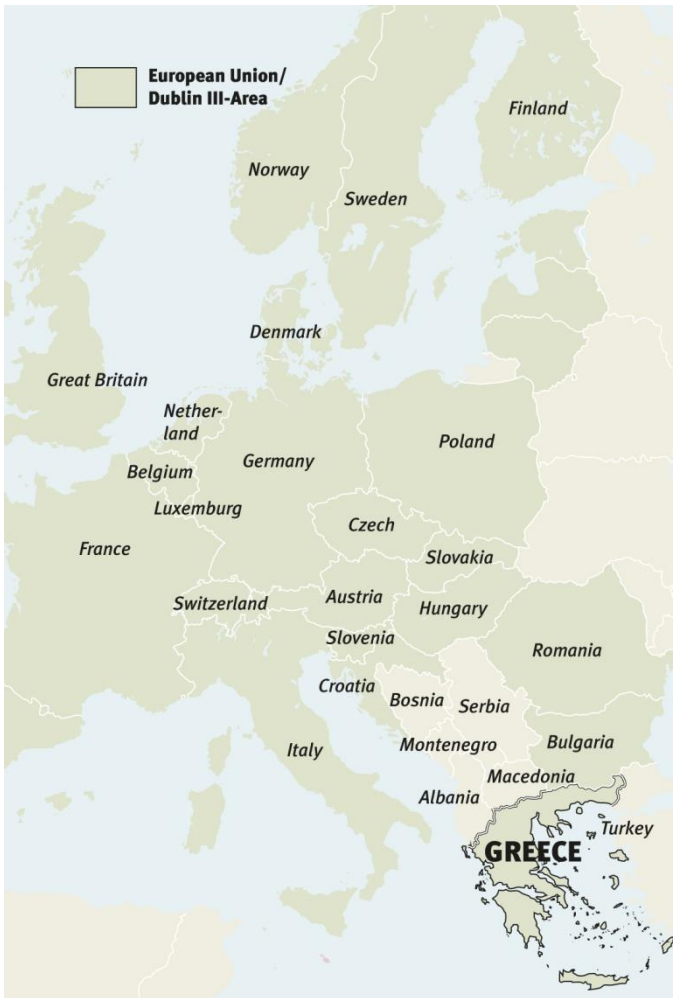 European Union/
Dublin III-Area
Finland
Norway
Sweden
Denmark
Great Britain
Nether-
land
Poland
Germany
Belgium
Luxemburg
Czech
France
Slovakia
Switzerland
Austria
Hungary
Slovenia
Romania
Croatia
Bosnia
Serbia
Italy
Montenegro
Bulgaria
Macedonia
Albania
Turkey
GREECE